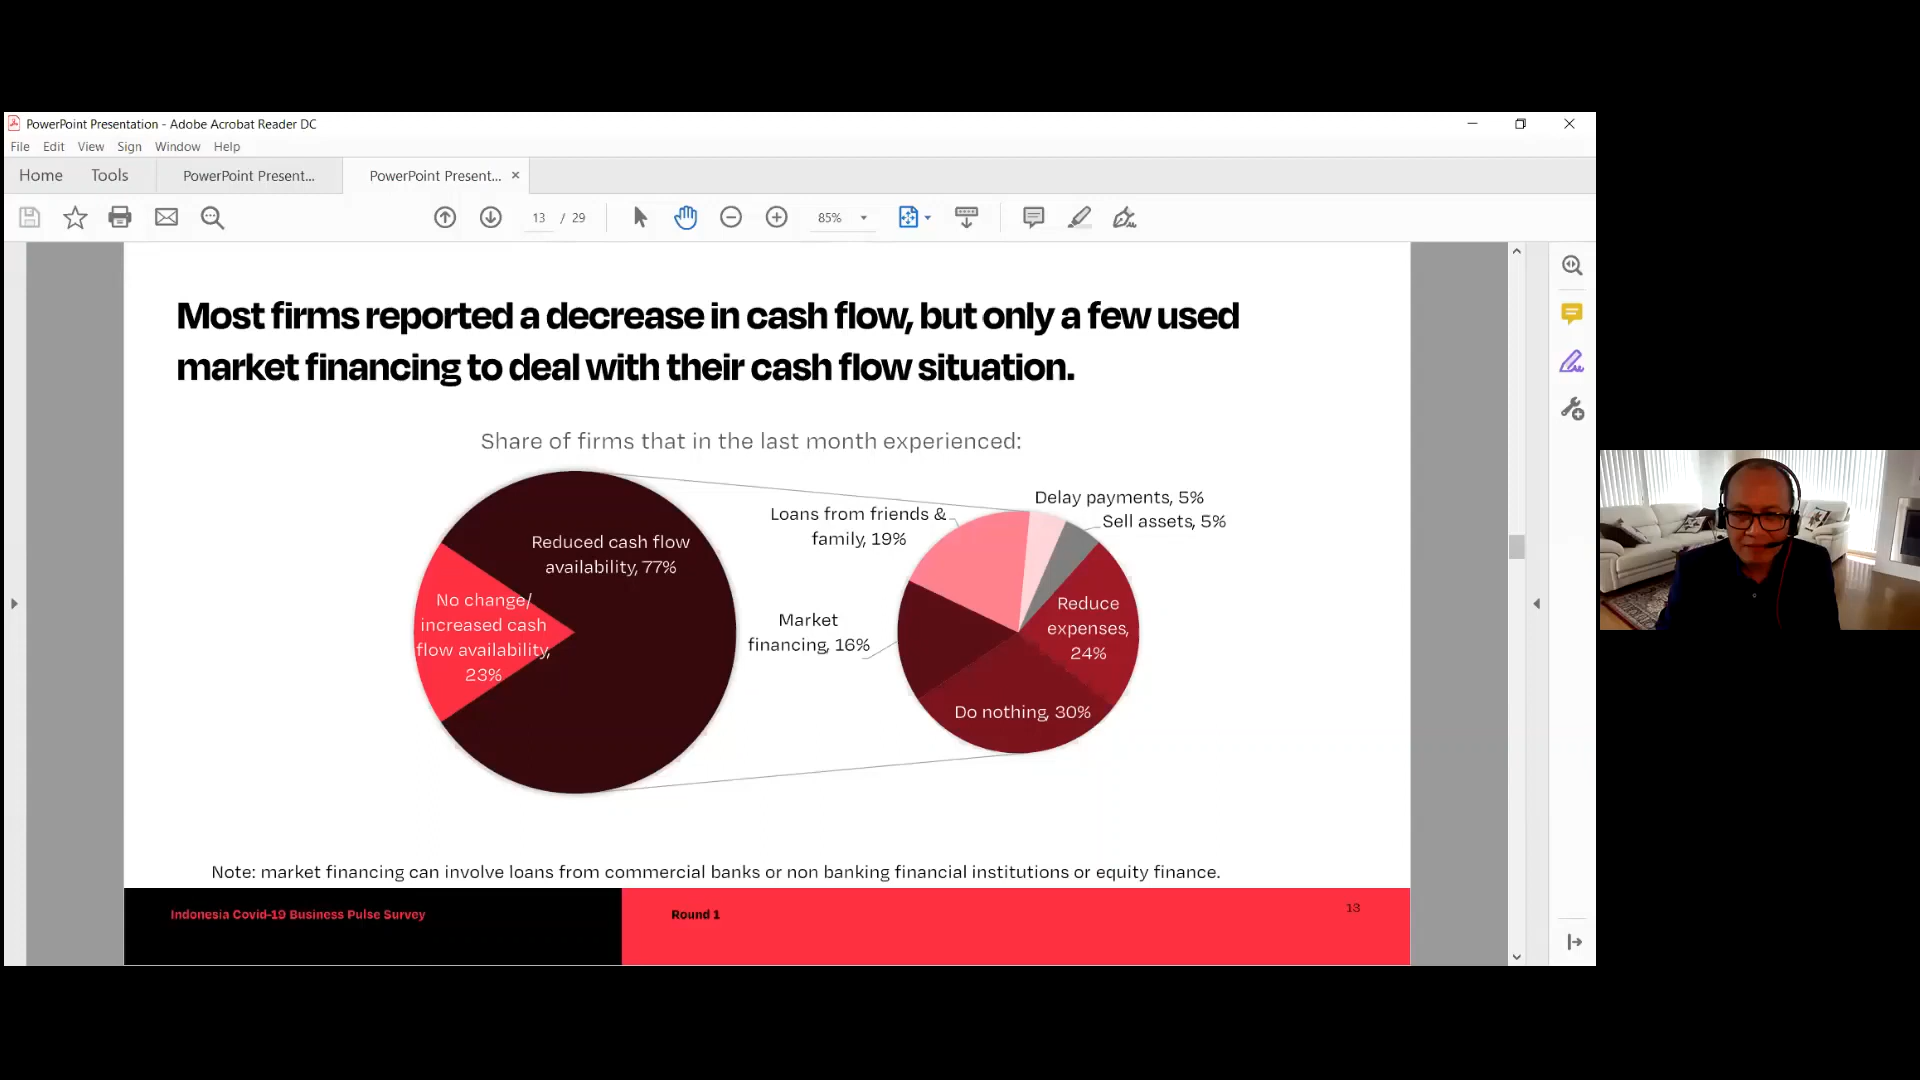 PowerPoint Presentation - Adobe Acrobat Reader DC
File Edit View Sign Window Help
Home Tools PowerPoint Present... PowerPoint Present... ×
13 / 29 85%
Most firms reported a decrease in cash flow, but only a few used
market financing to deal with their cash flow situation.
Share of firms that in the last month experienced:
Reduced cash flow
availability, 77%
No change/
increased cash
flow availability,
23%
Loans from friends &
family, 19%
Delay payments, 5%
Sell assets, 5%
Market
financing, 16%
Reduce
expenses,
24%
Do nothing, 30%
Note: market financing can involve loans from commercial banks or non banking financial institutions or equity finance.
Indonesia Covid-19 Business Pulse Survey
Round 1
13